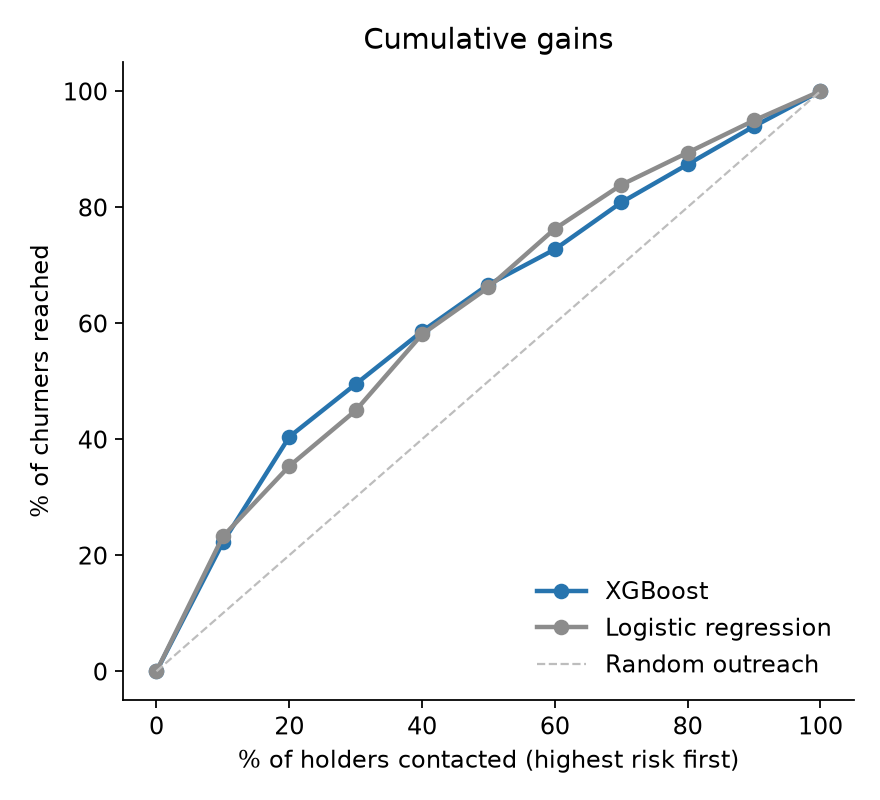 Cumulative gains
% of churners reached
100
80
60
40
20
0
XGBoost
Logistic regression
Random outreach
0 20 40 60 80 100
% of holders contacted (highest risk first)